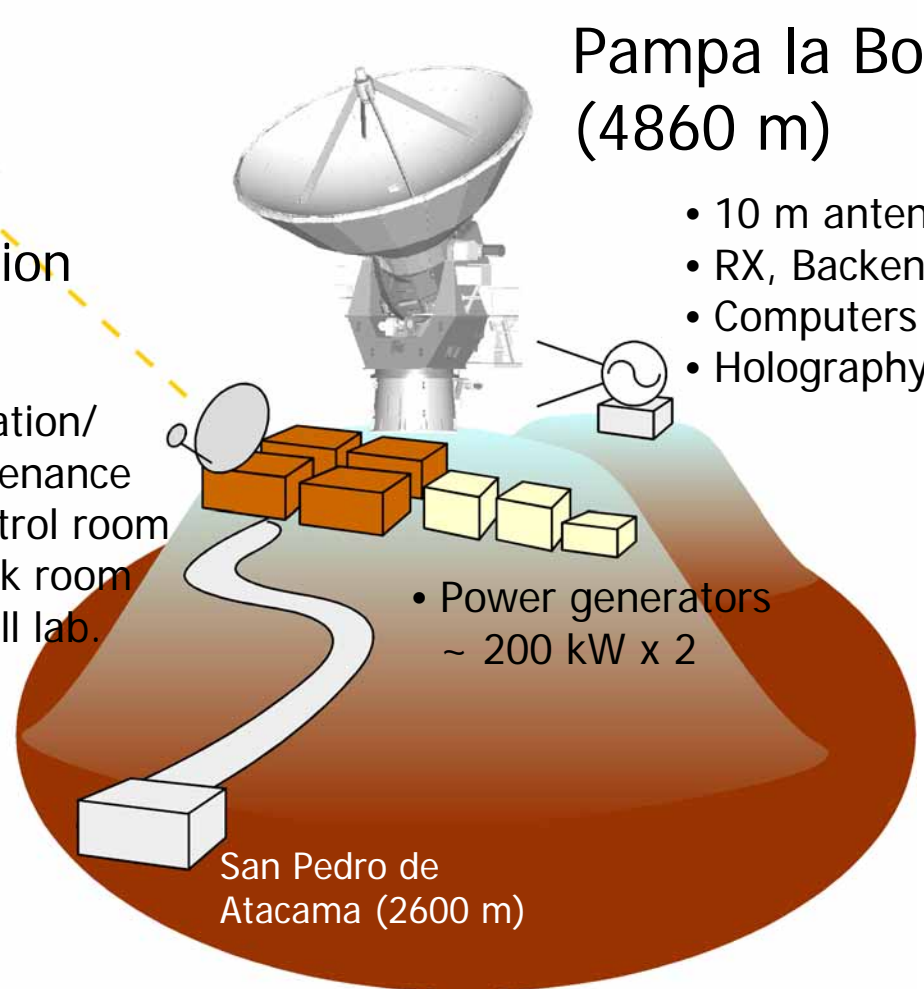 Pampa la Bo
(4860 m)
• 10 m anten
• RX, Backen
• Computers
• Holography
ion
ation/
enance
trol room
k room
ll lab.
• Power generators
~ 200 kW x 2
San Pedro de
Atacama (2600 m)